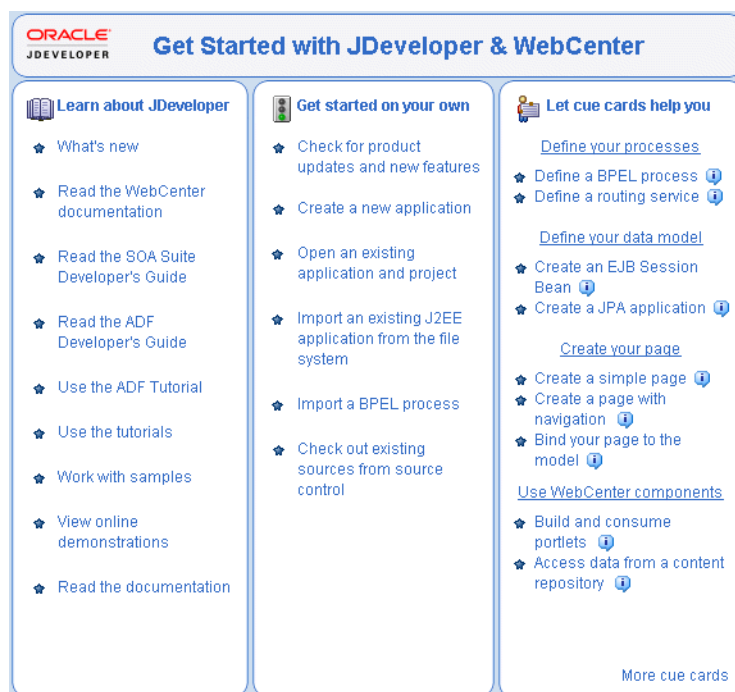 ORACLE
JDEVELOPER
Get Started with JDeveloper & WebCenter
Learn about JDeveloper
What's new
Read the WebCenter
documentation
Read the SOA Suite
Developer's Guide
Read the ADF
Developer's Guide
Use the ADF Tutorial
Use the tutorials
Work with samples
View online
demonstrations
Read the documentation
Get started on your own
Check for product
updates and new features
Create a new application
Open an existing
application and project
Import an existing J2EE
application from the file
system
Import a BPEL process
Check out existing
sources from source
control
Let cue cards help you
Define your processes
Define a BPEL process
Define a routing service
Define your data model
Create an EJB Session
Bean
Create a JPA application
Create your page
Create a simple page
Create a page with
navigation
Bind your page to the
model
Use WebCenter components
Build and consume
portlets
Access data from a content
repository
More cue cards